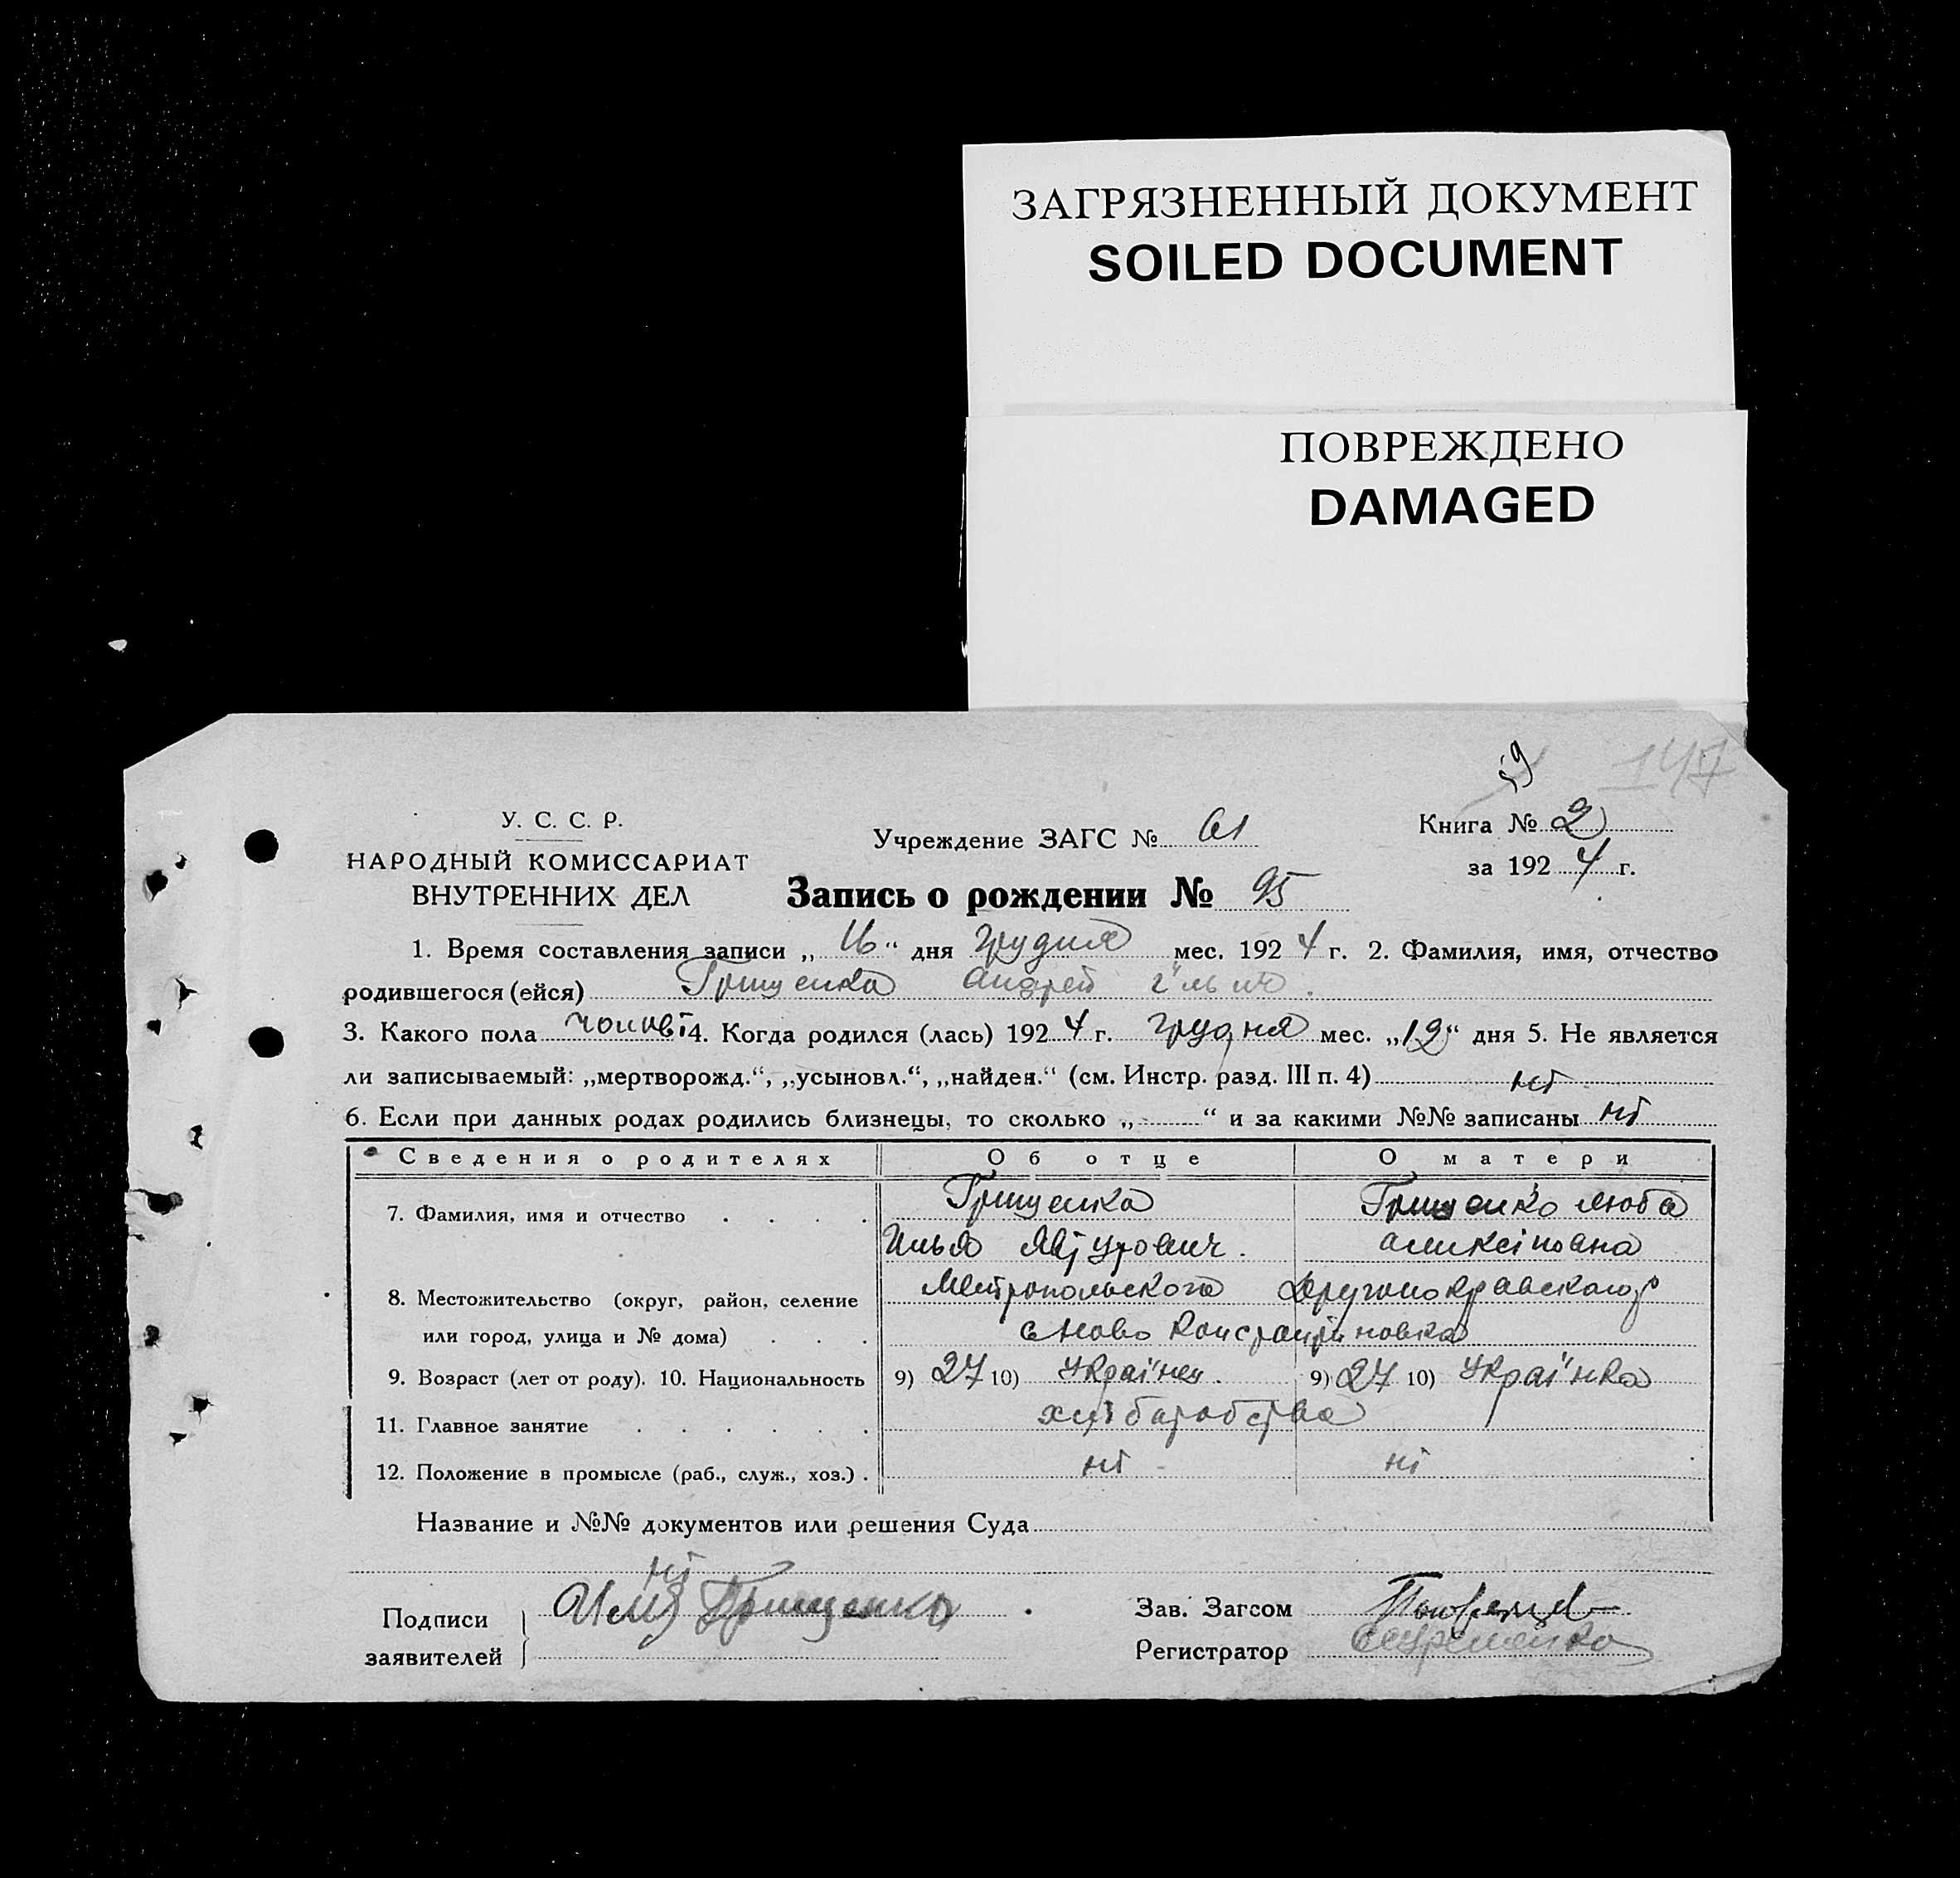 ЗАГРЯЗНЕННЫЙ ДОКУМЕНТ
SOILED DOCUMENT
ПОВРЕЖДЕНО
DAMAGED
59 147
У. С. С. Р.
НАРОДНЫЙ КОМИССАРИАТ
ВНУТРЕННИХ ДЕЛ
Учреждение ЗАГС №
Книга № 2
за 1924 г.
Запись о рождении № 95
1. Время составления записи „16“ дня грудня мес. 1924 г. 2. Фамилия, имя, отчество
родившегося (ейся) Грищенко Андрей
3. Какого пола 4. Когда родился (лась) 1924 г. грудня мес. „12“ дня 5. Не является
ли записываемый: „мертворожд.“, „усыновл.“, „найден.“ (см. Инстр. разд. III п. 4) ні
6. Если при данных родах родились близнецы, то сколько „-“ и за какими №№ записаны ні
Сведения о родителях Об отце О матери
7. Фамилия, имя и отчество Грищенко Грищенко Люба
Илья
8. Местожительство (округ, район, селение Покравского
или город, улица и № дома) с Ново Константиновка
9. Возраст (лет от роду). 10. Национальность 9) 27 10) Українец. 9) 27 10) Українка
11. Главное занятие
12. Положение в промысле (раб., служ., хоз.) ні ні
Название и №№ документов или решения Суда
ні
Подписи
заявителей Грищенко
Зав. Загсом
Регистратор